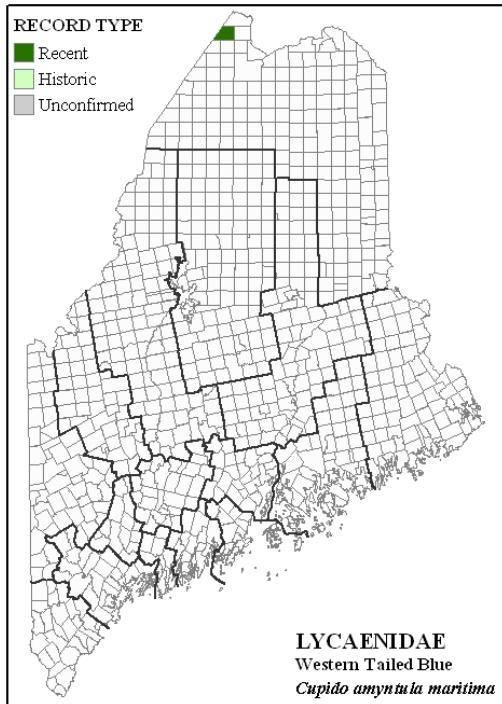 RECORD TYPE
Recent
Historic
Unconfirmed
LYCAENIDAE
Western Tailed Blue
Cupido amyntula maritima